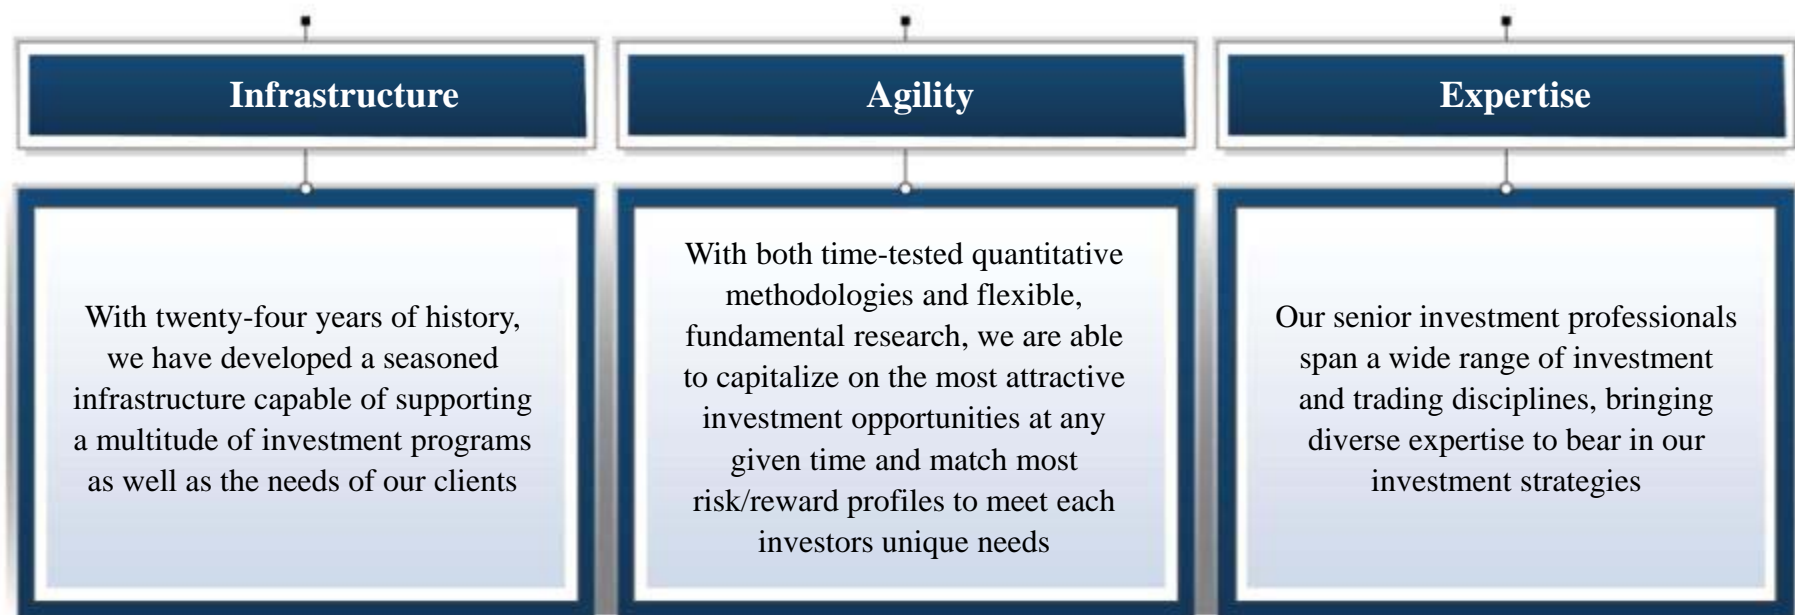 Infrastructure
With twenty-four years of history,
we have developed a seasoned
infrastructure capable of supporting
a multitude of investment programs
as well as the needs of our clients
Agility
With both time-tested quantitative
methodologies and flexible,
fundamental research, we are able
to capitalize on the most attractive
investment opportunities at any
given time and match most
risk/reward profiles to meet each
investors unique needs
Expertise
Our senior investment professionals
span a wide range of investment
and trading disciplines, bringing
diverse expertise to bear in our
investment strategies